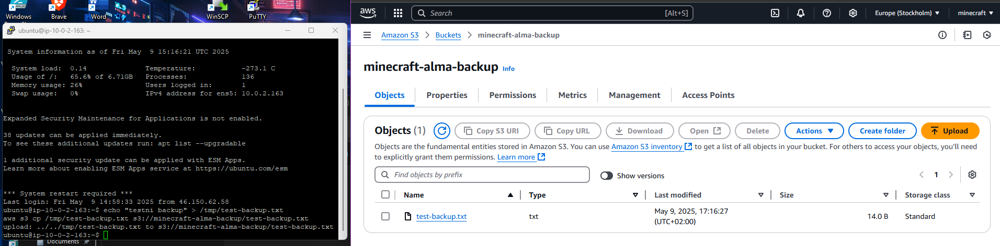 Windows
Brave
Word
WinSCP
PuTTY
ubuntu@ip-10-0-2-163: ~
System information as of Fri May  9 15:16:21 UTC 2025
System load:  0.14    Temperature:    -273.1 C
Usage of /:   65.6% of 6.71GB    Processes:    136
Memory usage: 26%    Users logged in:    1
Swap usage:   0%    IPv4 address for ens5: 10.0.2.163
Expanded Security Maintenance for Applications is not enabled.
38 updates can be applied immediately.
To see these additional updates run: apt list --upgradable
1 additional security update can be applied with ESM Apps.
Learn more about enabling ESM Apps service at https://ubuntu.com/esm
*** System restart required ***
Last login: Fri May  9 14:58:33 2025 from 46.150.62.58
ubuntu@ip-10-0-2-163:~$ echo "testni backup" > /tmp/test-backup.txt
aws s3 cp /tmp/test-backup.txt s3://minecraft-alma-backup/test-backup.txt
upload: ../../tmp/test-backup.txt to s3://minecraft-alma-backup/test-backup.txt
ubuntu@ip-10-0-2-163:~$
Documents
aws
Search [Alt+S]
Europe (Stockholm)
minecraft
Amazon S3 > Buckets > minecraft-alma-backup
minecraft-alma-backup Info
Objects Properties Permissions Metrics Management Access Points
Objects (1) Copy S3 URI Copy URL Download Open Delete Actions Create folder Upload
Objects are the fundamental entities stored in Amazon S3. You can use Amazon S3 inventory to get a list of all objects in your bucket. For others to access your objects, you'll need
to explicitly grant them permissions. Learn more
Find objects by prefix Show versions 1
Name Type Last modified Size Storage class
test-backup.txt txt May 9, 2025, 17:16:27 14.0 B Standard
(UTC+02:00)